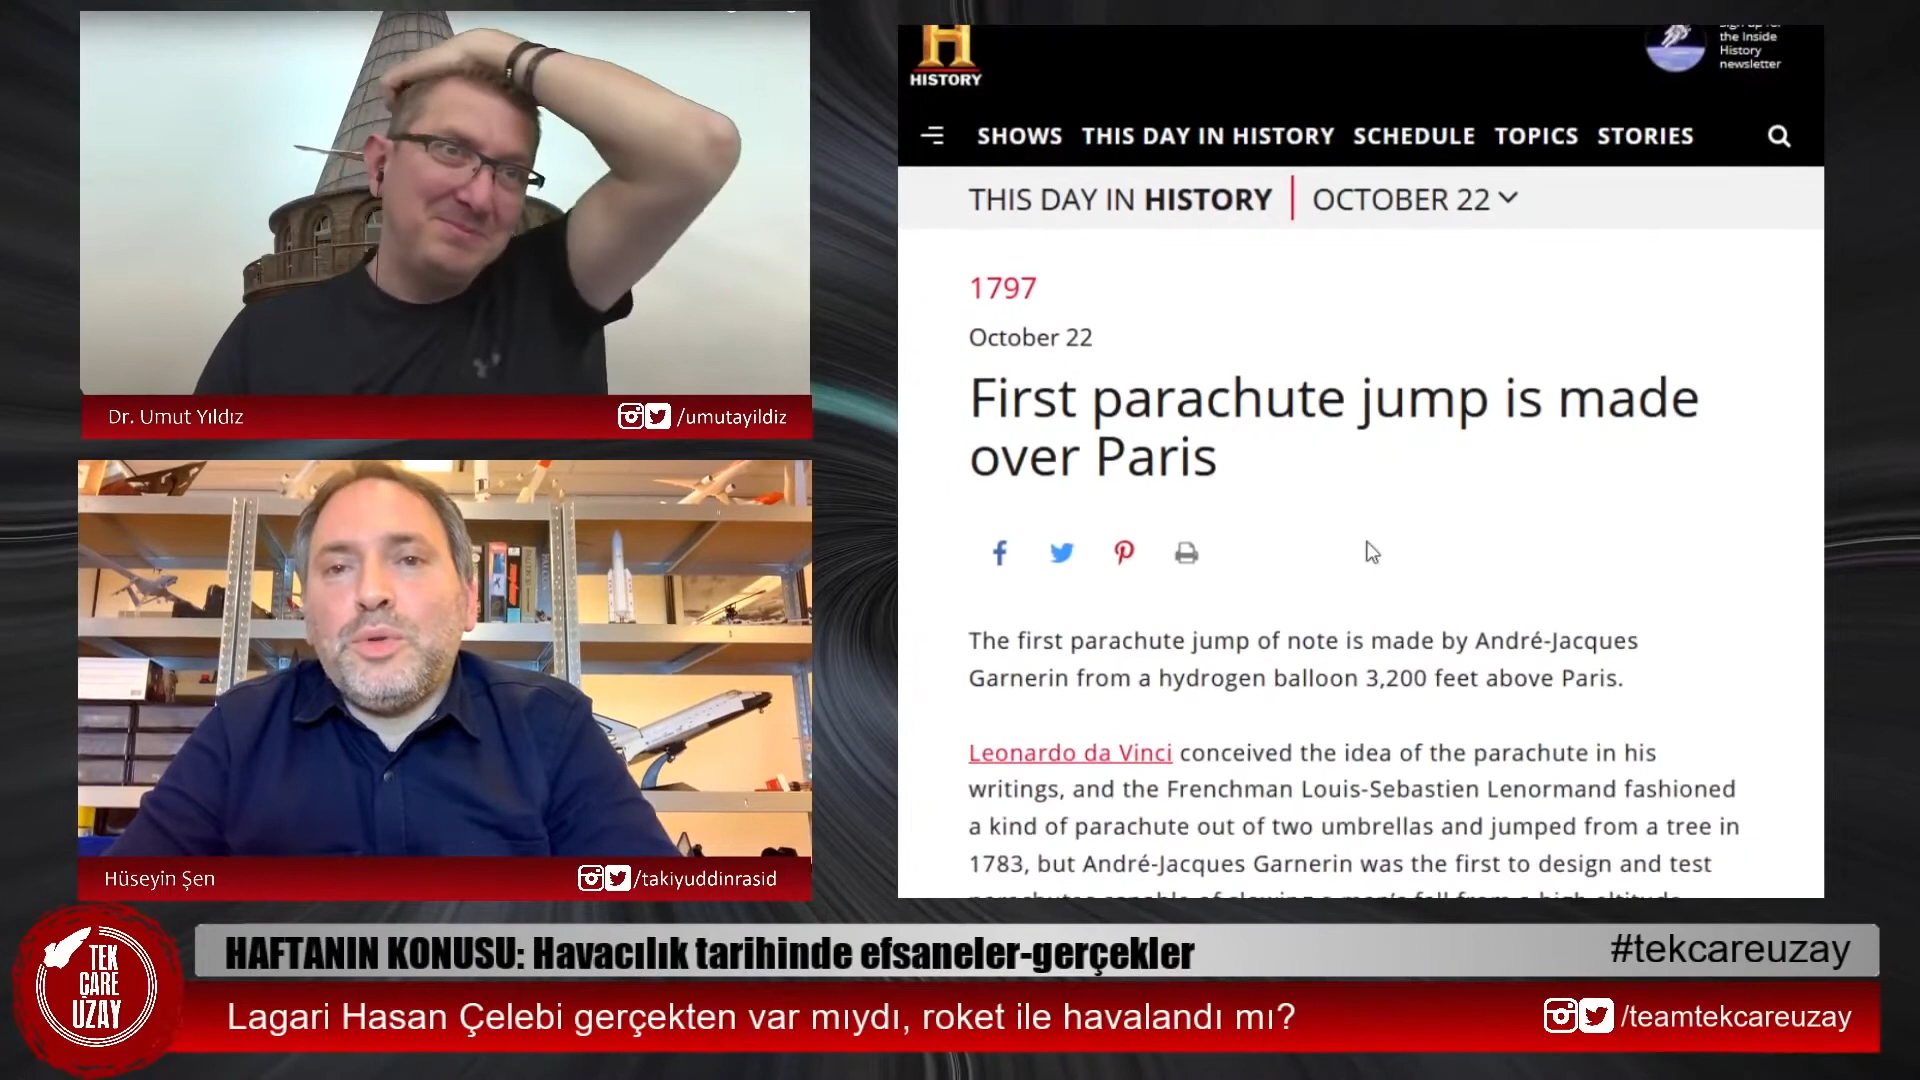 Dr. Umut Yıldız
/umutayildiz
Hüseyin Şen
/takiyuddinrasid
HISTORY
the Inside
History
newsletter
SHOWS THIS DAY IN HISTORY SCHEDULE TOPICS STORIES
THIS DAY IN HISTORY | OCTOBER 22
1797
October 22
First parachute jump is made
over Paris
The first parachute jump of note is made by André-Jacques
Garnerin from a hydrogen balloon 3,200 feet above Paris.
Leonardo da Vinci conceived the idea of the parachute in his
writings, and the Frenchman Louis-Sebastien Lenormand fashioned
a kind of parachute out of two umbrellas and jumped from a tree in
1783, but André-Jacques Garnerin was the first to design and test
TEK
ÇARE
UZAY
HAFTANIN KONUSU: Havacılık tarihinde efsaneler-gerçekler
#tekcareuzay
Lagari Hasan Çelebi gerçekten var mıydı, roket ile havalandı mı?
/teamtekcareuzay